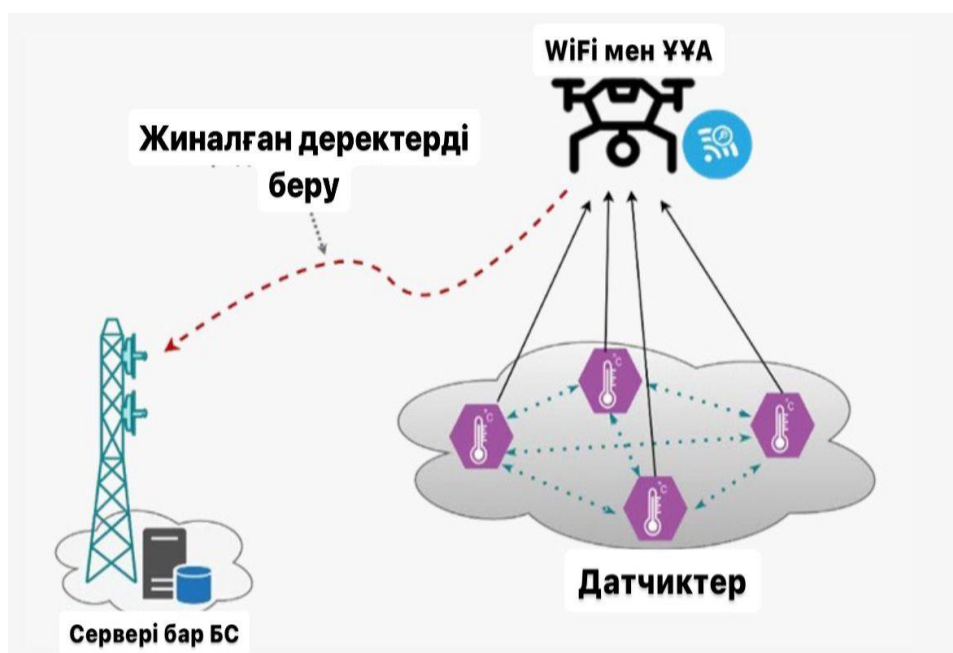 WiFi мен ҰҰА
Жиналған деректерді
беру
°C
°C
°C
°C
Датчиктер
Сервері бар БС